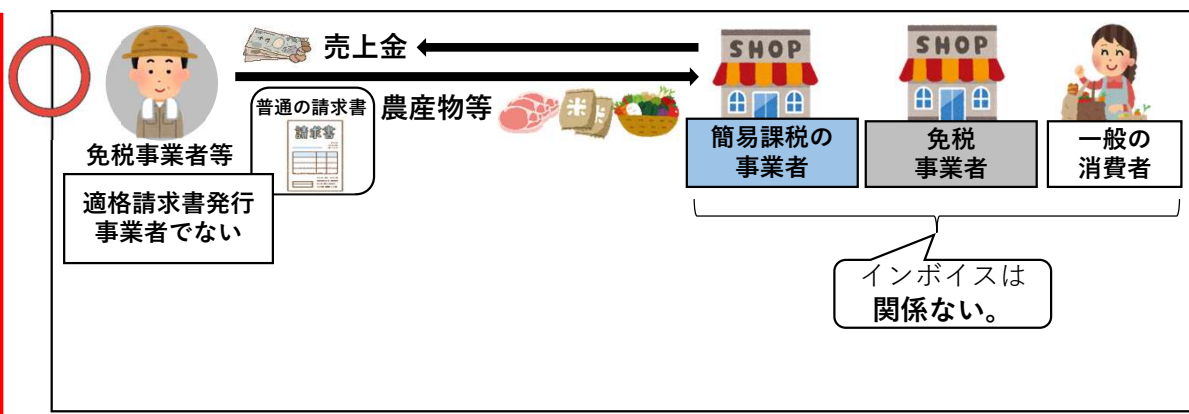 売上金
普通の請求書
請求書
農産物等
米
米
免税事業者等
適格請求書発行
事業者でない
SHOP
SHOP
簡易課税の
事業者
免税
事業者
一般の
消費者
インボイスは
関係ない。